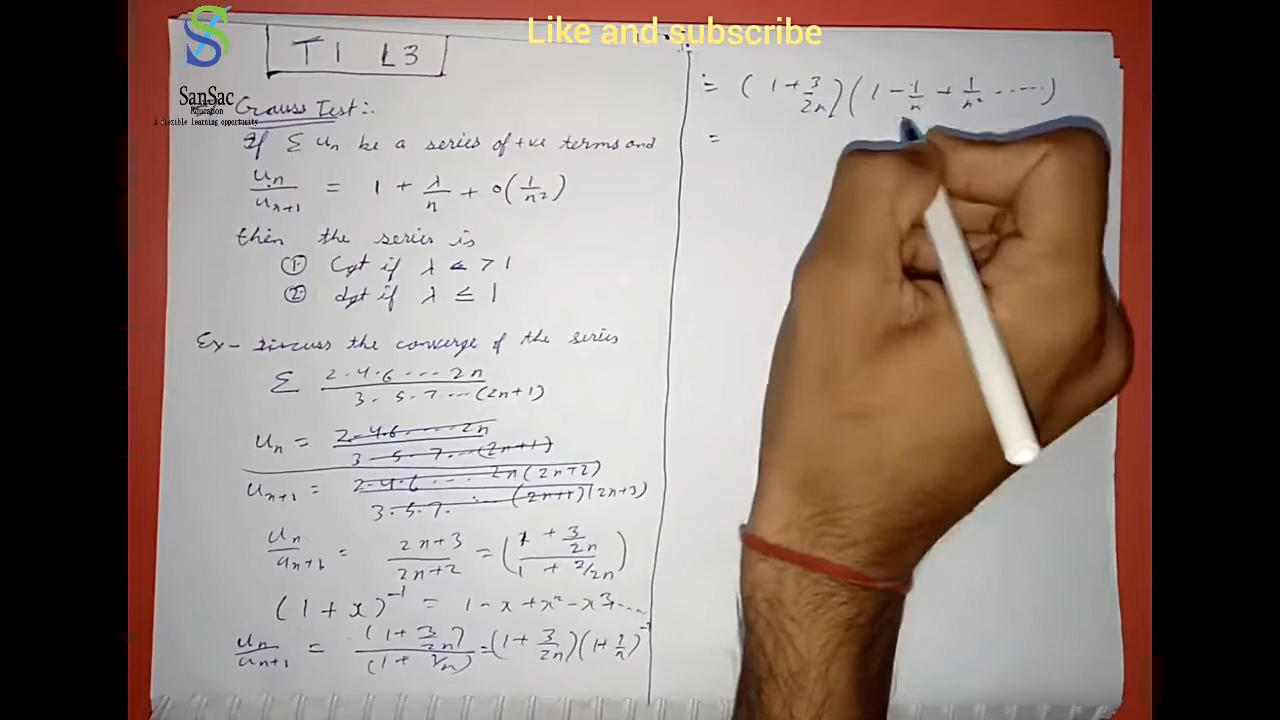 Like and subscribe
T1 L3
SanSac
Education
A flexible learning opportunity
Grauss Test:-
If Σ un be a series of +ve terms and
un/un+1 = 1 + λ/n + o(1/n²)
then the series is
① Cgt if λ > 1
② dgt if λ ≤ 1
Ex- Discuss the converge of the series
Σ 2·4·6····2n / 3·5·7···(2n+1)
un = 2·4·6·····2n / 3·5·7···(2n+1)
un+1 = 2·4·6····2n(2n+2) / 3·5·7····(2n+1)(2n+3)
un/un+1 = 2n+3/2n+2 = (1 + 3/2n / 1 + 2/2n)
(1+x)⁻¹ = 1 - x + x² - x³+....
un/un+1 = (1+3/2n)/(1+1/n) = (1+3/2n)(1+1/n)⁻¹
= (1+3/2n)(1 - 1/n + 1/n² ......)
=